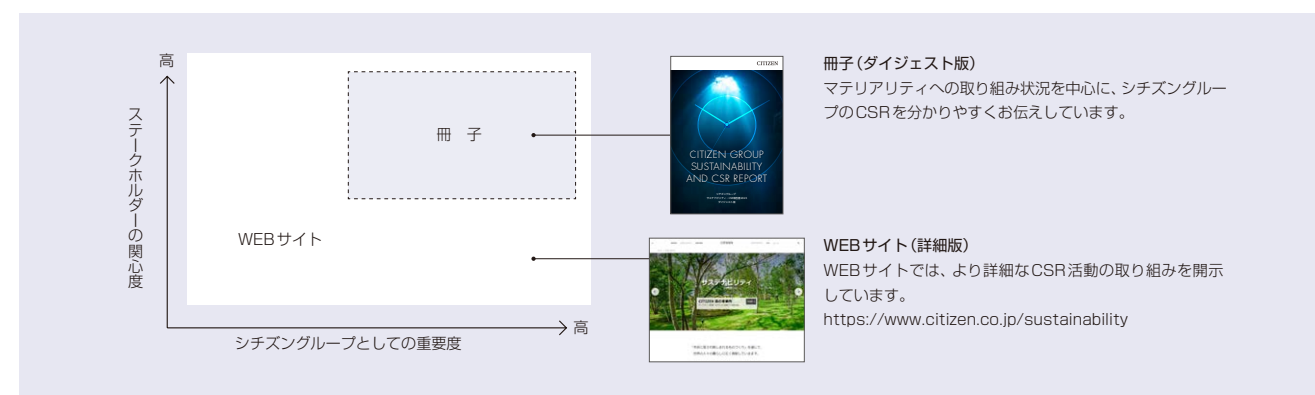 高
ステークホルダーの関心度
冊 子
WEBサイト
高
シチズングループとしての重要度
CITIZEN
CITIZEN GROUP
SUSTAINABILITY
AND CSR REPORT
冊子(ダイジェスト版)
マテリアリティへの取り組み状況を中心に、シチズングルー
プのCSRを分かりやすくお伝えしています。
サステナビリティ
WEBサイト(詳細版)
WEBサイトでは、より詳細なCSR活動の取り組みを開示
しています。
https://www.citizen.co.jp/sustainability